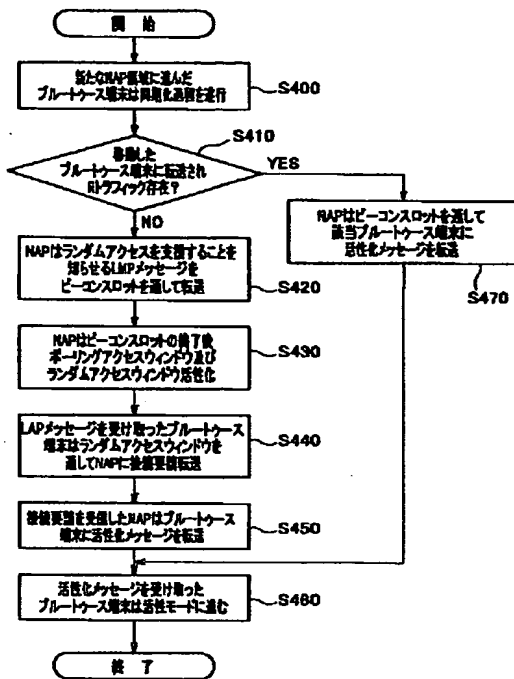 開 始
新たなNAP領域に進んだ
ブルートゥース端末は同期化過程を遂行
S400
移動した
ブルートゥース端末に転送され
るトラフィック存在?
S410
YES
NO
NAPはランダムアクセスを支援することを
知らせるLMPメッセージを
ビーコンスロットを通して転送
S420
NAPはビーコンスロットを通して
該当ブルートゥース端末に
活性化メッセージを転送
S470
NAPはビーコンスロットの終了後
ポーリングアクセスウィンドウ及び
ランダムアクセスウィンドウ活性化
S430
LAPメッセージを受け取ったブルートゥース
端末はランダムアクセスウィンドウを
通してNAPに接続要請転送
S440
接続要請を受信したNAPはブルートゥース
端末に活性化メッセージを転送
S450
活性化メッセージを受け取った
ブルートゥース端末は活性モードに進む
S460
終 了